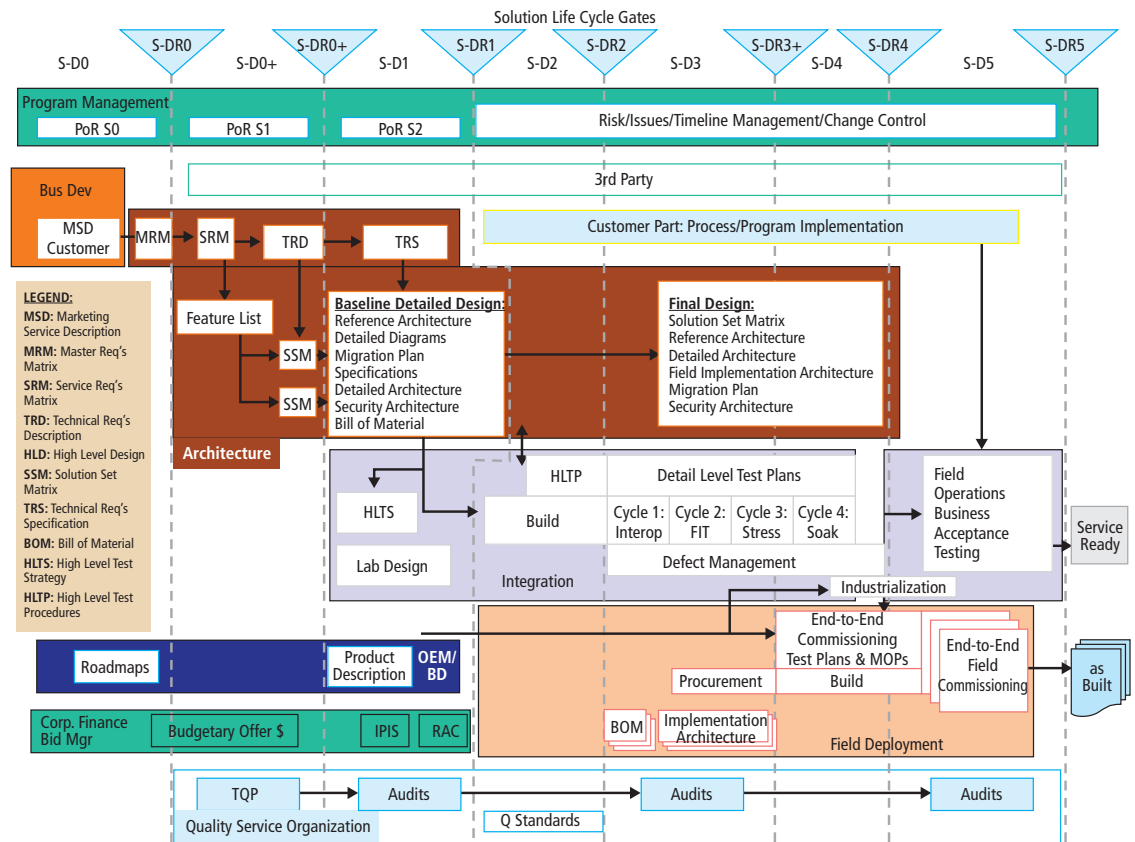 Solution Life Cycle Gates
S-DR0
S-DR0+
S-DR1
S-DR2
S-DR3+
S-DR4
S-DR5
S-D0
S-D0+
S-D1
S-D2
S-D3
S-D4
S-D5
Program Management
PoR S0
PoR S1
PoR S2
Risk/Issues/Timeline Management/Change Control
3rd Party
Bus Dev
MSD
Customer
MRM
SRM
TRD
TRS
Customer Part: Process/Program Implementation
LEGEND:
MSD: Marketing
Service Description
MRM: Master Req's
Matrix
SRM: Service Req's
Matrix
TRD: Technical Req's
Description
HLD: High Level Design
SSM: Solution Set
Matrix
TRS: Technical Req's
Specification
BOM: Bill of Material
HLTS: High Level Test
Strategy
HLTP: High Level Test
Procedures
Feature List
SSM
SSM
Baseline Detailed Design:
Reference Architecture
Detailed Diagrams
Migration Plan
Specifications
Detailed Architecture
Security Architecture
Bill of Material
Final Design:
Solution Set Matrix
Reference Architecture
Detailed Architecture
Field Implementation Architecture
Migration Plan
Security Architecture
Architecture
HLTS
Lab Design
HLTP
Detail Level Test Plans
Build
Cycle 1:
Interop
Cycle 2:
FIT
Cycle 3:
Stress
Cycle 4:
Soak
Defect Management
Integration
Industrialization
Field
Operations
Business
Acceptance
Testing
Service
Ready
Roadmaps
Product
Description
OEM/
BD
End-to-End
Commissioning
Test Plans & MOPs
Procurement
Build
End-to-End
Field
Commissioning
as
Built
BOM
Implementation
Architecture
Field Deployment
Corp. Finance
Bid Mgr
Budgetary Offer $
IPIS
RAC
TQP
Audits
Audits
Audits
Quality Service Organization
Q Standards